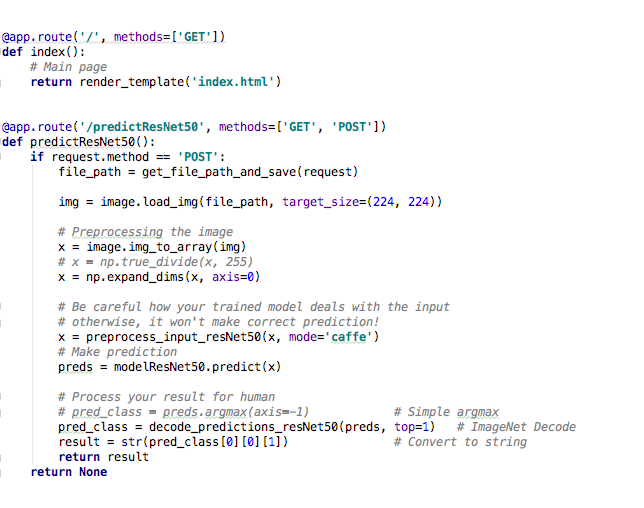 @app.route('/', methods=['GET'])
def index():
    # Main page
    return render_template('index.html')
@app.route('/predictResNet50', methods=['GET', 'POST'])
def predictResNet50():
    if request.method == 'POST':
        file_path = get_file_path_and_save(request)
        img = image.load_img(file_path, target_size=(224, 224))
        # Preprocessing the image
        x = image.img_to_array(img)
        # x = np.true_divide(x, 255)
        x = np.expand_dims(x, axis=0)
        # Be careful how your trained model deals with the input
        # otherwise, it won't make correct prediction!
        x = preprocess_input_resNet50(x, mode='caffe')
        # Make prediction
        preds = modelResNet50.predict(x)
        # Process your result for human
        # pred_class = preds.argmax(axis=-1)            # Simple argmax
        pred_class = decode_predictions_resNet50(preds, top=1)   # ImageNet Decode
        result = str(pred_class[0][0][1])               # Convert to string
        return result
    return None